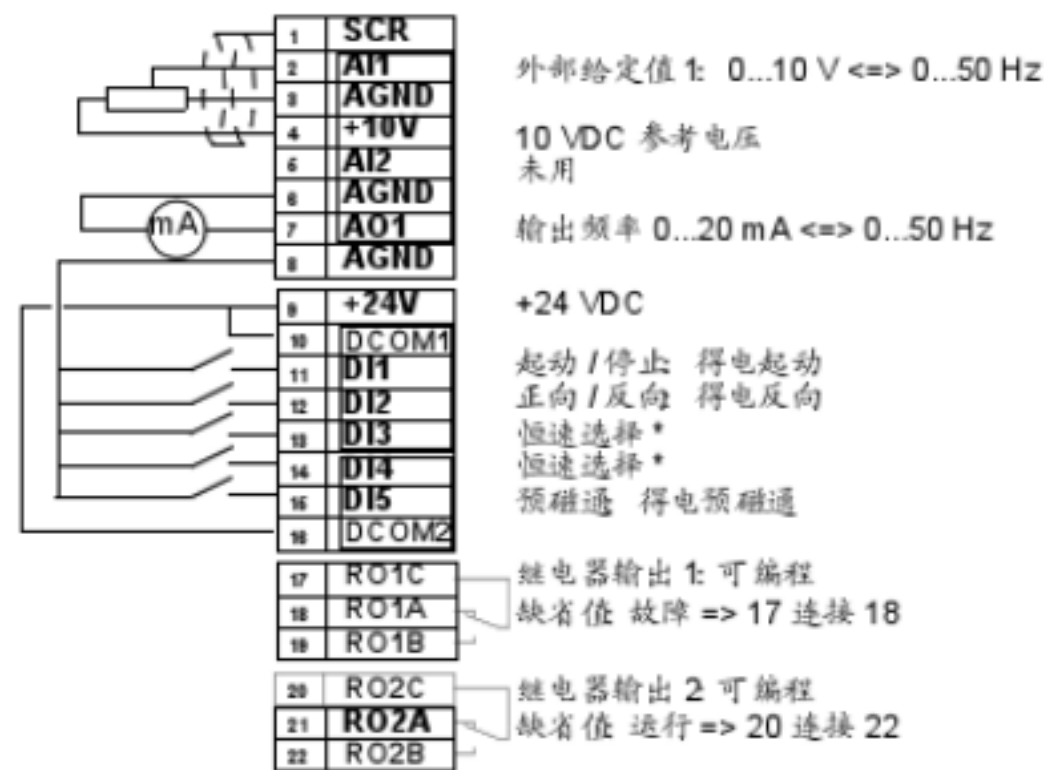 1 SCR
2 AI1 外部给定值 1: 0...10 V <=> 0...50 Hz
3 AGND
4 +10V 10 VDC 参考电压
5 AI2 未用
6 AGND
mA
7 AO1 输出频率 0...20 mA <=> 0...50 Hz
8 AGND
9 +24V +24 VDC
10 DCOM1
11 DI1 起动 / 停止: 得电起动
12 DI2 正向 / 反向: 得电反向
13 DI3 恒速选择 *
14 DI4 恒速选择 *
15 DI5 预磁通: 得电预磁通
16 DCOM2
17 RO1C 继电器输出 1: 可编程
18 RO1A 缺省值: 故障 => 17 连接 18
19 RO1B
20 RO2C 继电器输出 2: 可编程
21 RO2A 缺省值: 运行 => 20 连接 22
22 RO2B